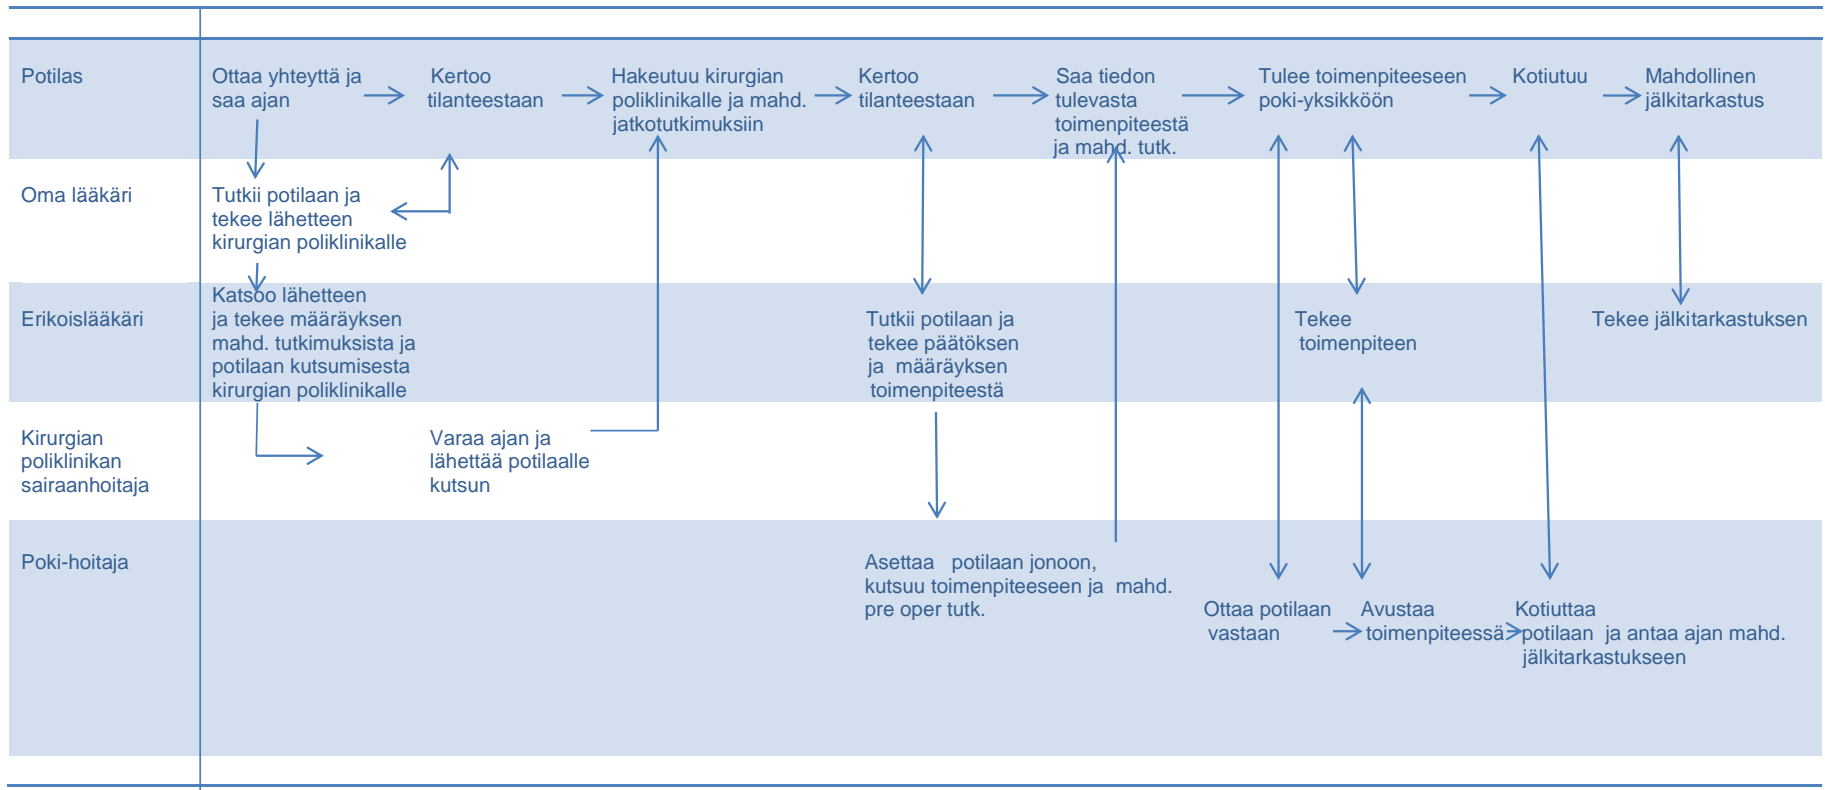 Potilas
Ottaa yhteyttä ja
saa ajan
Kertoo
tilanteestaan
Hakeutuu kirurgian
poliklinikalle ja mahd.
jatkotutkimuksiin
Kertoo
tilanteestaan
Saa tiedon
tulevasta
toimenpiteestä
ja mahd. tutk.
Tulee toimenpiteeseen
poki-yksikköön
Kotiutuu
Mahdollinen
jälkitarkastus
Oma lääkäri
Tutkii potilaan ja
tekee lähetteen
kirurgian poliklinikalle
Erikoislääkäri
Katsoo lähetteen
ja tekee määräyksen
mahd. tutkimuksista ja
potilaan kutsumisesta
kirurgian poliklinikalle
Tutkii potilaan ja
tekee päätöksen
ja määräyksen
toimenpiteestä
Tekee
toimenpiteen
Tekee jälkitarkastuksen
Kirurgian
poliklinikan
sairaanhoitaja
Varaa ajan ja
lähettää potilaalle
kutsun
Poki-hoitaja
Asettaa potilaan jonoon,
kutsuu toimenpiteeseen ja mahd.
pre oper tutk.
Ottaa potilaan
vastaan
Avustaa
toimenpiteessä
Kotiuttaa
potilaan ja antaa ajan mahd.
jälkitarkastukseen